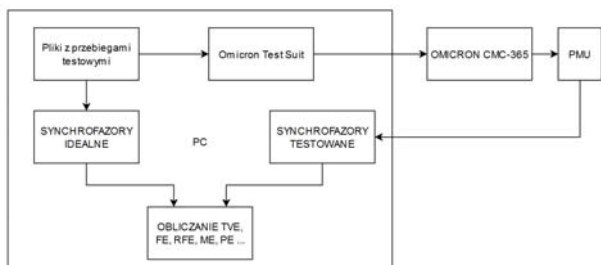 Pliki z przebiegami
testowymi
Omicron Test Suit
OMICRON CMC-365
PMU
SYNCHROFAZORY
IDEALNE
PC
SYNCHROFAZORY
TESTOWANE
OBLICZANIE TVE,
FE, RFE, ME, PE ...